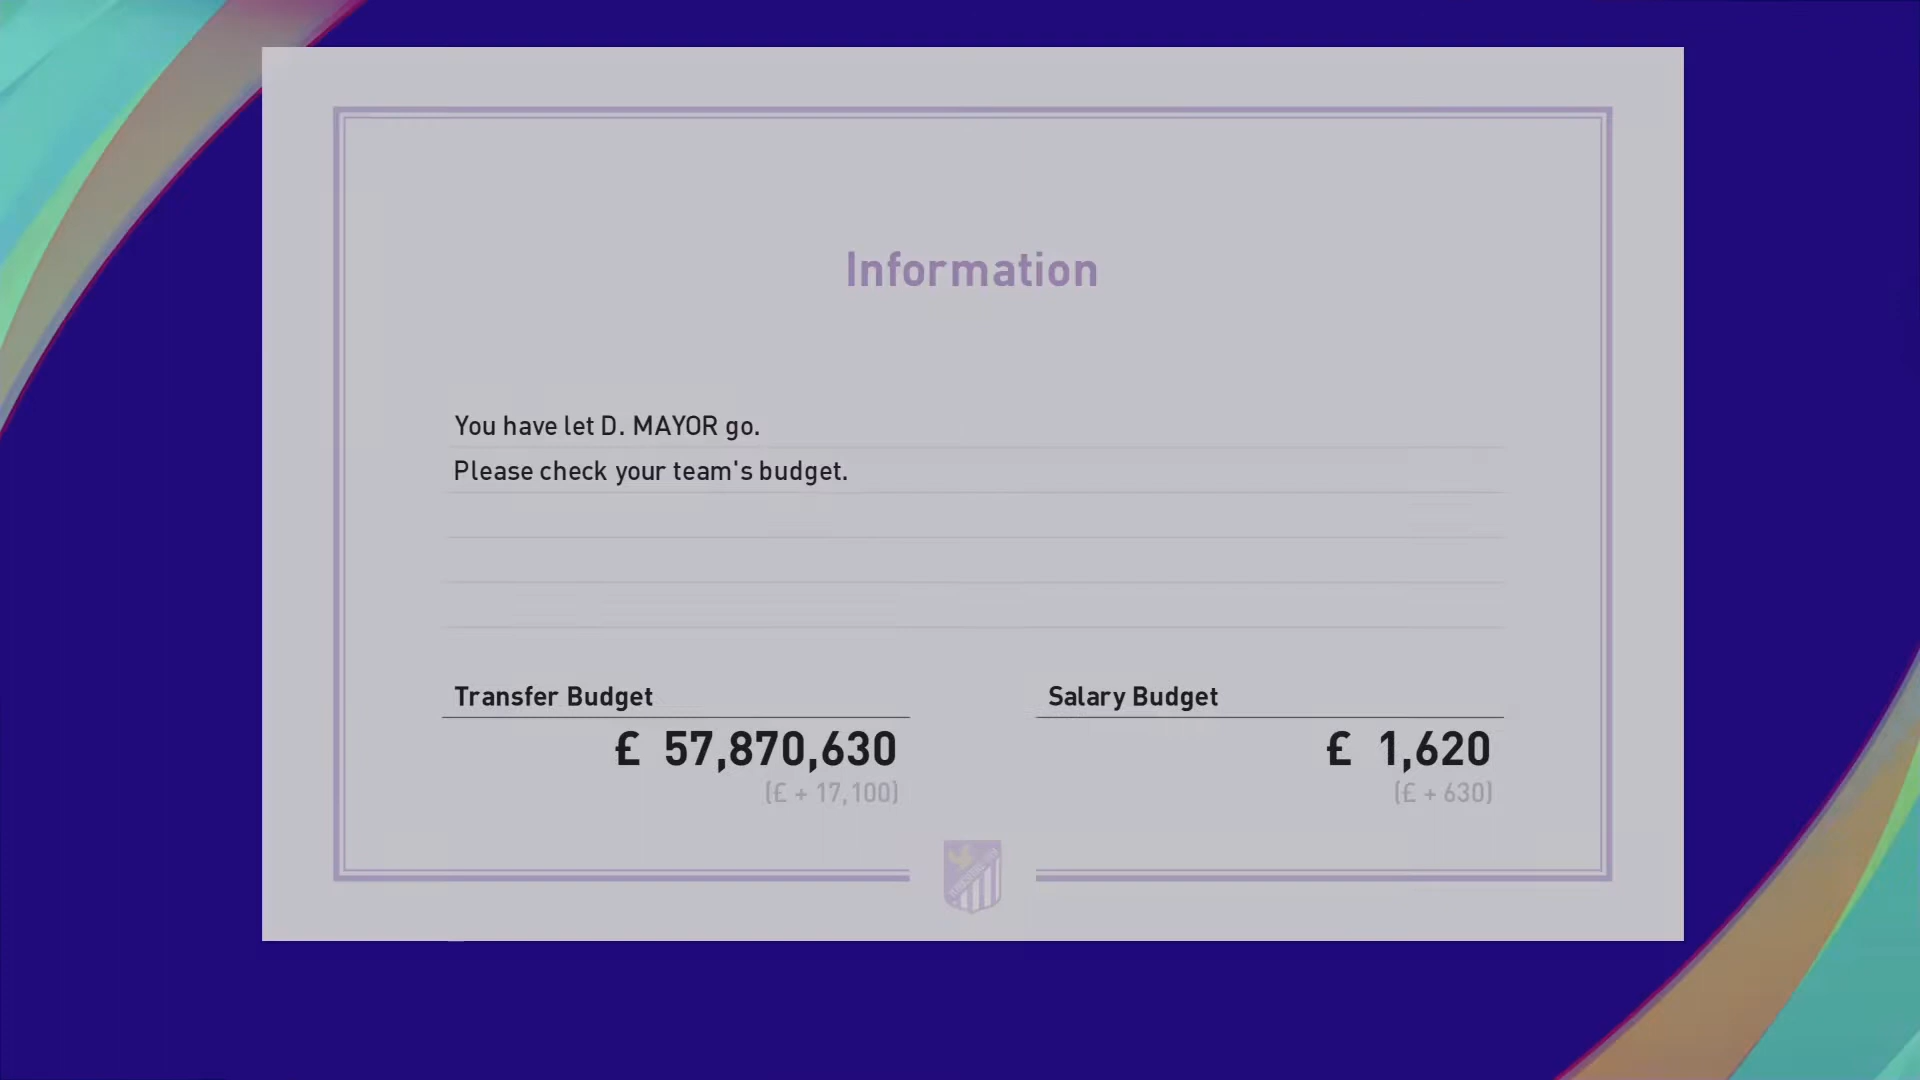 Information
You have let D. MAYOR go.
Please check your team's budget.
Transfer Budget
£ 57,870,630
(£ + 17,100)
Salary Budget
£ 1,620
(£ + 630)